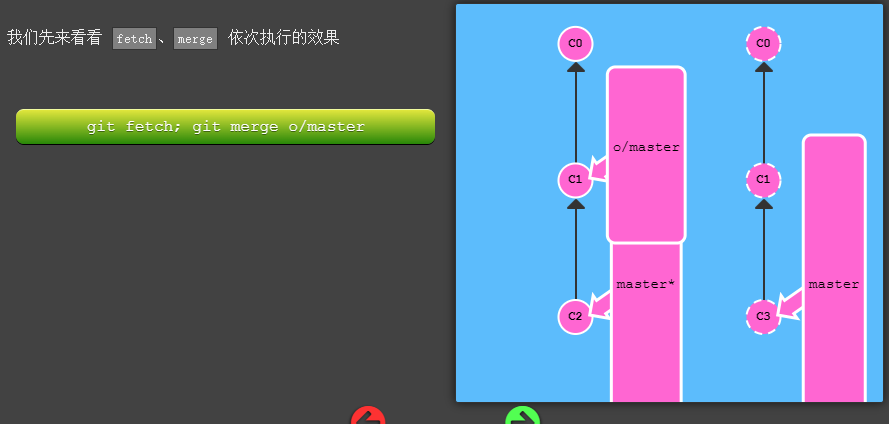 我们先来看看 fetch、merge 依次执行的效果
git fetch; git merge o/master
C0
C0
o/master
C1
C1
master*
master
C2
C3